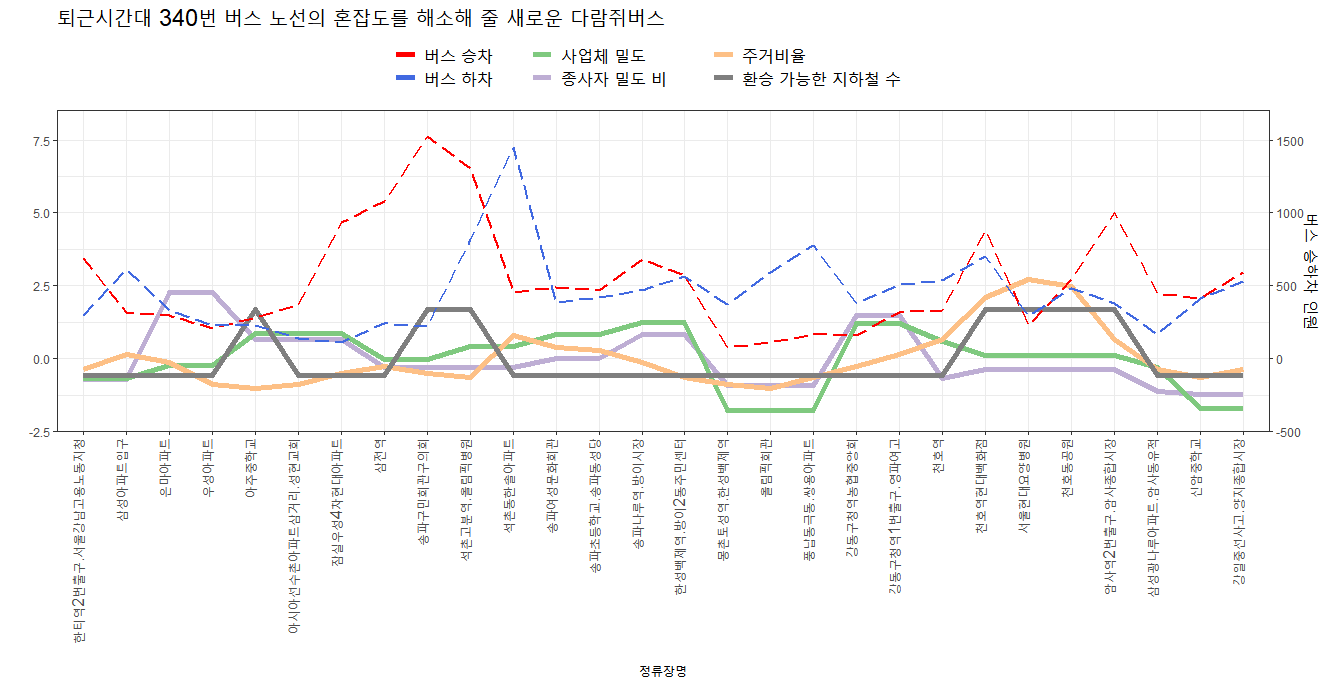 퇴근시간대 340번 버스 노선의 혼잡도를 해소해 줄 새로운 다람쥐버스
버스 승차 사업체 밀도 주거비율
버스 하차 종사자 밀도 비 환승 가능한 지하철 수
7.5
5.0
2.5
0.0
-2.5
1500
1000
500
0
-500
버스 승하차 인원
한티역2번출구.서울강남고용노동지청
삼성아파트입구
은마아파트
우성아파트
아주중학교
아시아선수촌아파트삼거리.성현교회
잠실우성4차현대아파트
삼전역
송파구민회관구의회
석촌고분역.올림픽병원
석촌동한솔아파트
송파여성문화회관
송파초등학교.송파동성당
송파나루역.방이시장
한성백제역.방이2동주민센터
몽촌토성역.한성백제역
올림픽회관
풍납동극동.쌍용아파트
강동구청역농협중앙회
강동구청역1번출구.영파여고
천호역
천호역현대백화점
서울현대요양병원
천호동공원
암사역2번출구.암사종합시장
삼성광나루아파트.암사동유적
신암중학교
강일중선사고.양지종합시장
정류장명